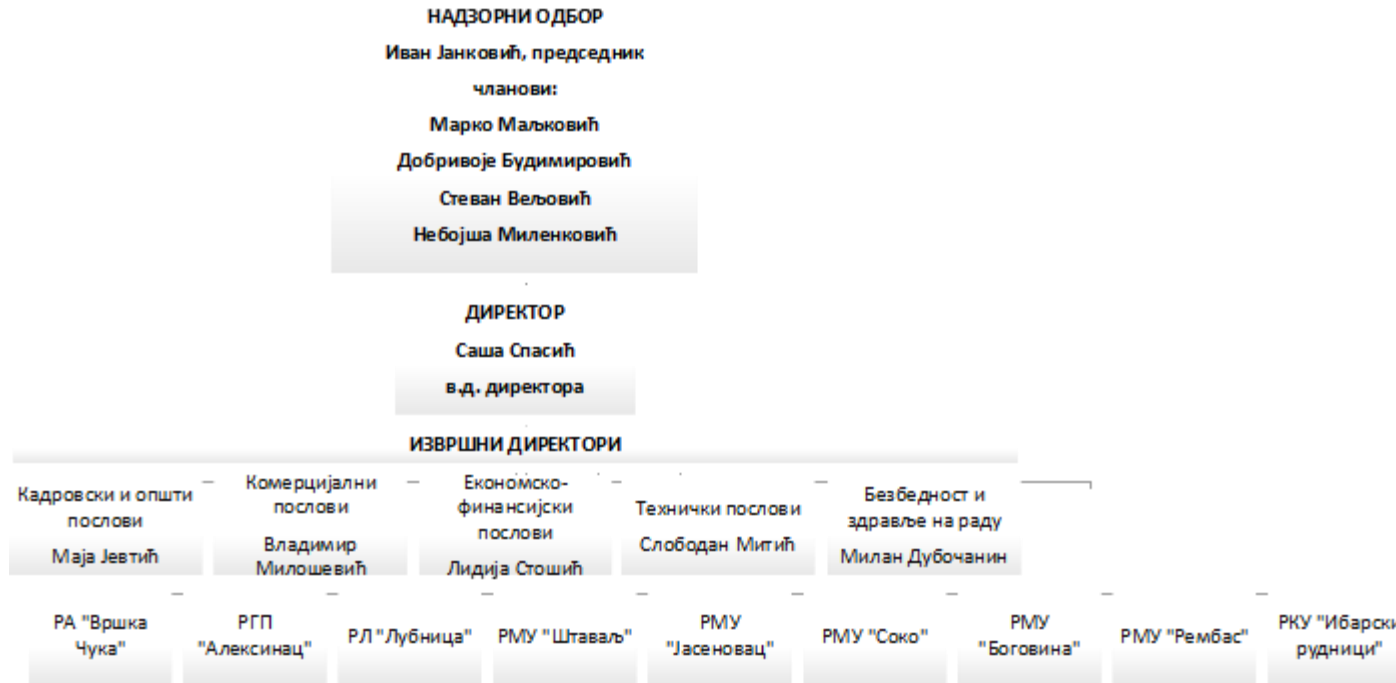 НАДЗОРНИ ОДБОР
Иван Јанковић, председник
чланови:
Марко Маљковић
Добривоје Будимировић
Стеван Вељовић
Небојша Миленковић
ДИРЕКТОР
Саша Спасић
в.д. директора
ИЗВРШНИ ДИРЕКТОРИ
Кадровски и општи
послови
Маја Јевтић
Комерцијални
послови
Владимир
Милошевић
Економско-
финансијски
послови
Лидија Стошић
Технички послови
Слободан Митић
Безбедност и
здравље на раду
Милан Дубочанин
РА "Вршка
Чука"
РГП
"Алексинац"
РЛ "Лубница"
РМУ "Штаваљ"
РМУ
"Јасеновац"
РМУ "Соко"
РМУ
"Боговина"
РМУ "Рембас"
РКУ "Ибарски
рудници"